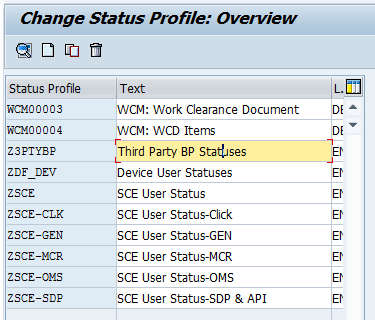 Change Status Profile: Overview
Status Profile Text L..
WCM00003 WCM: Work Clearance Document DE
WCM00004 WCM: WCD Items DE
Z3PTYBP Third Party BP Statuses EN
ZDF_DEV Device User Statuses EN
ZSCE SCE User Status EN
ZSCE-CLK SCE User Status-Click EN
ZSCE-GEN SCE User Status-GEN EN
ZSCE-MCR SCE User Status-MCR EN
ZSCE-OMS SCE User Status-OMS EN
ZSCE-SDP SCE User Status-SDP & API EN